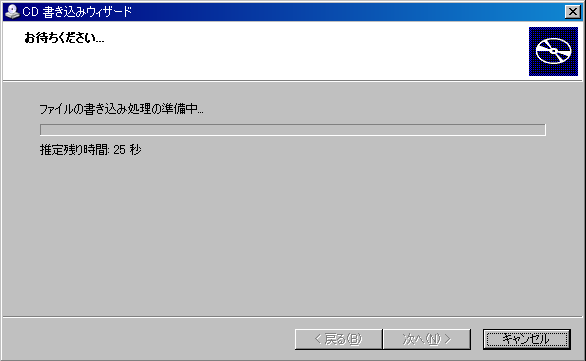 CD 書き込みウィザード
お待ちください...
ファイルの書き込み処理の準備中...
推定残り時間: 25 秒
< 戻る(B) 次へ(N) > キャンセル